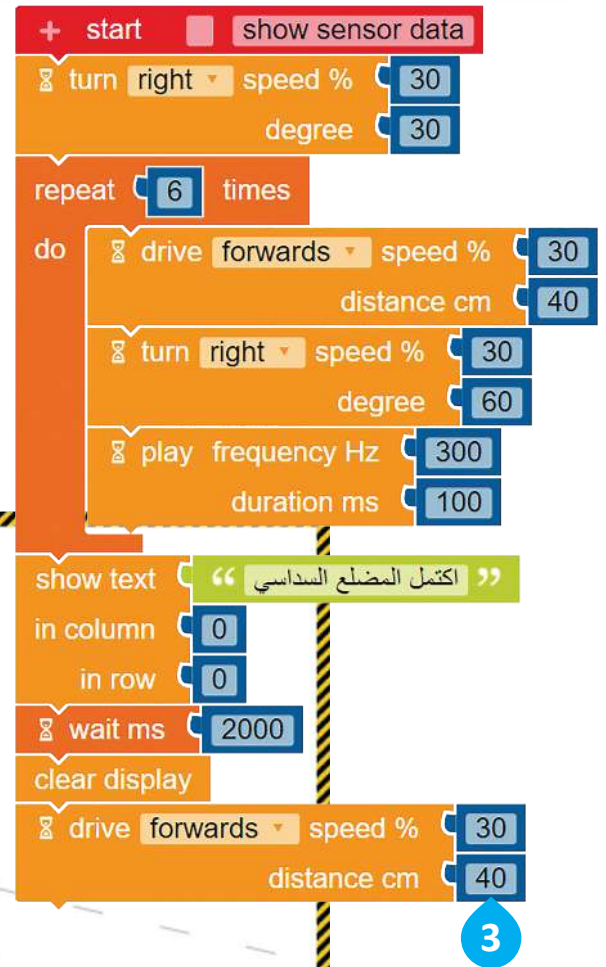 + start show sensor data
turn right speed % 30
degree 30
repeat 6 times
do
drive forwards speed % 30
distance cm 40
turn right speed % 30
degree 60
play frequency Hz 300
duration ms 100
show text “ اكتمل المضلع السداسي ”
in column 0
in row 0
wait ms 2000
clear display
drive forwards speed % 30
distance cm 40
3